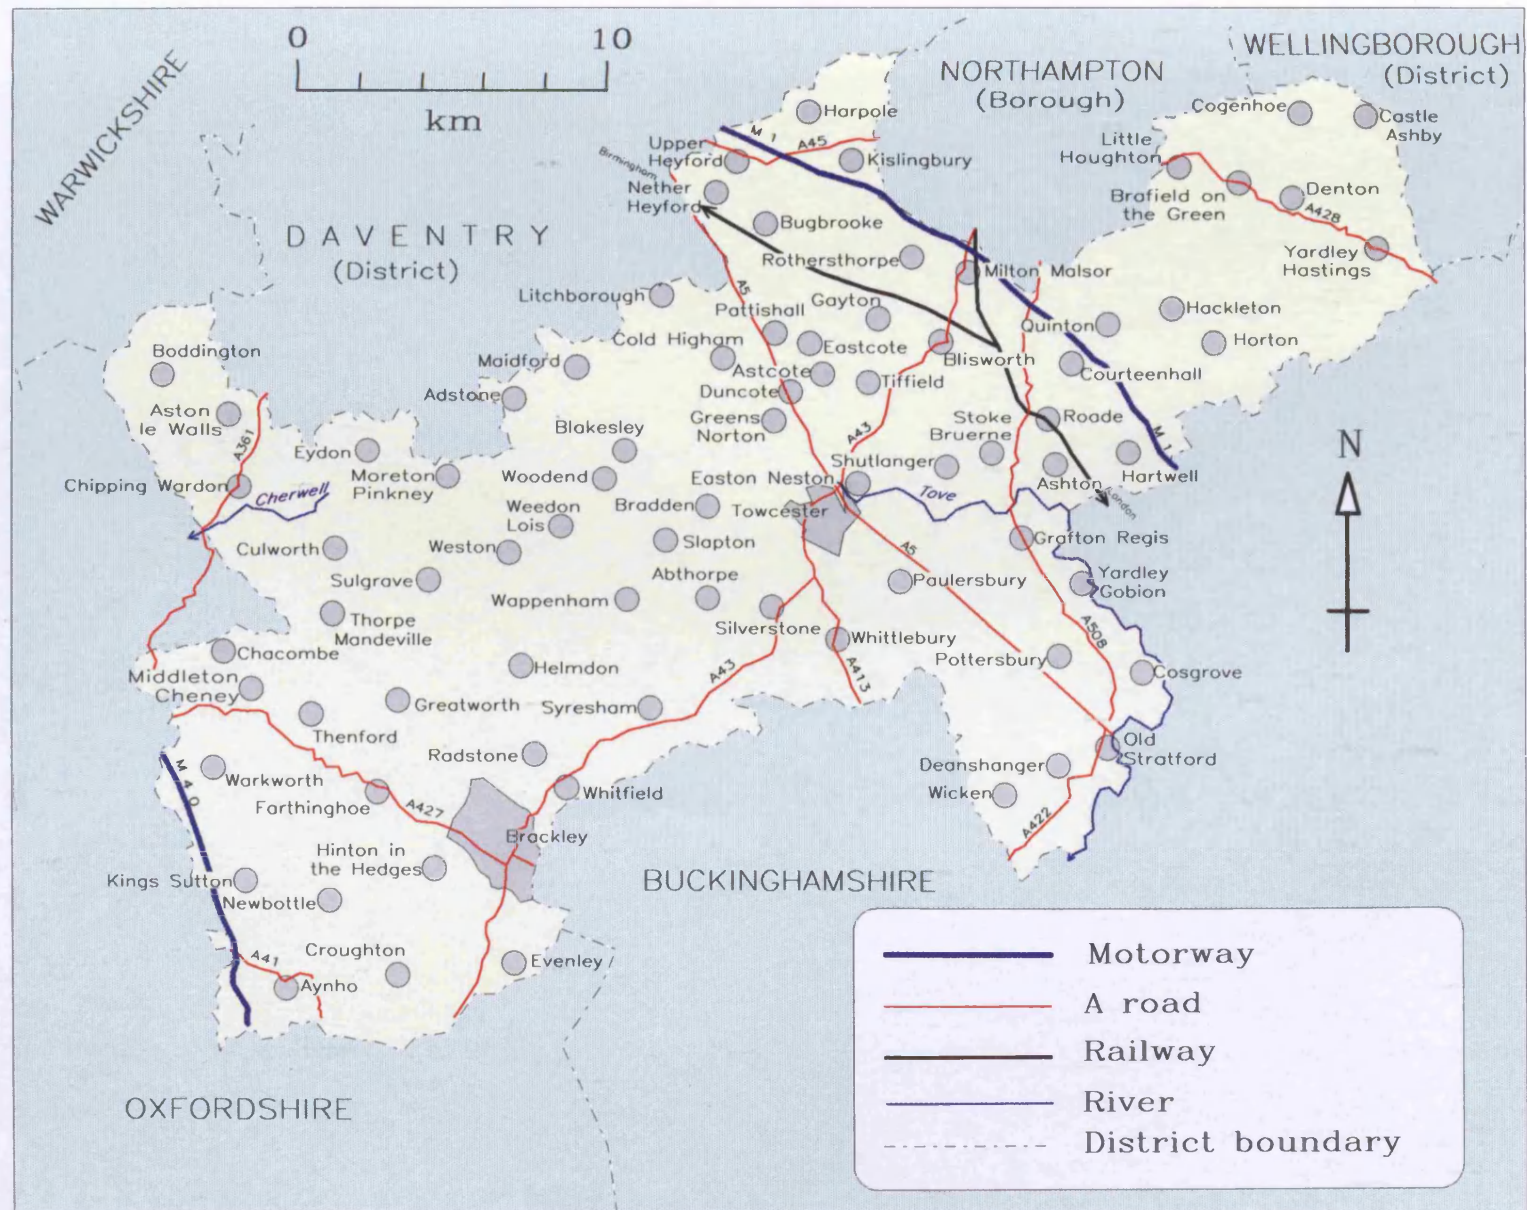 0 10
km
WARWICKSHIRE
DAVENTRY
(District)
NORTHAMPTON
(Borough)
WELLINGBOROUGH
(District)
Harpole
Cogenhoe
Castle
Ashby
M 1
A45
Upper
Heyford
Kislingbury
Little
Houghton
Birmingham
Nether
Heyford
Brafield on
the Green
Denton
A428
Bugbrooke
Yardley
Hastings
Rothersthorpe
Milton Malsor
Litchborough
A5
Gayton
Pattishall
Hackleton
Quinton
Horton
Cold Higham
Eastcote
Blisworth
Boddington
Maidford
Astcote
Tiffield
Courteenhall
Adstone
Duncote
Aston
le Walls
A361
Greens
Norton
A43
Stoke
Bruerne
Roade
M 1
Blakesley
Eydon
Moreton
Pinkney
Woodend
Easton Neston
Shutlanger
Ashton
Hartwell
Chipping Wardon
Cherwell
Weedon
Lois
Bradden
Towcester
Tove
London
Culworth
Weston
Slapton
A5
Grafton Regis
Sulgrave
Abthorpe
Paulersbury
Yardley
Gobion
Wappenham
Thorpe
Mandeville
Silverstone
Whittlebury
A508
Chacombe
Helmdon
A43
A413
Pottersbury
Cosgrove
Middleton
Cheney
Greatworth
Syresham
Thenford
Radstone
Old
Stratford
M 4 0
Warkworth
Farthinghoe
A427
Whitfield
Deanshanger
Wicken
A422
Brackley
Hinton in
the Hedges
Kings Sutton
Newbottle
BUCKINGHAMSHIRE
Croughton
A41
Aynho
Evenley
OXFORDSHIRE
N
Motorway
A road
Railway
River
District boundary